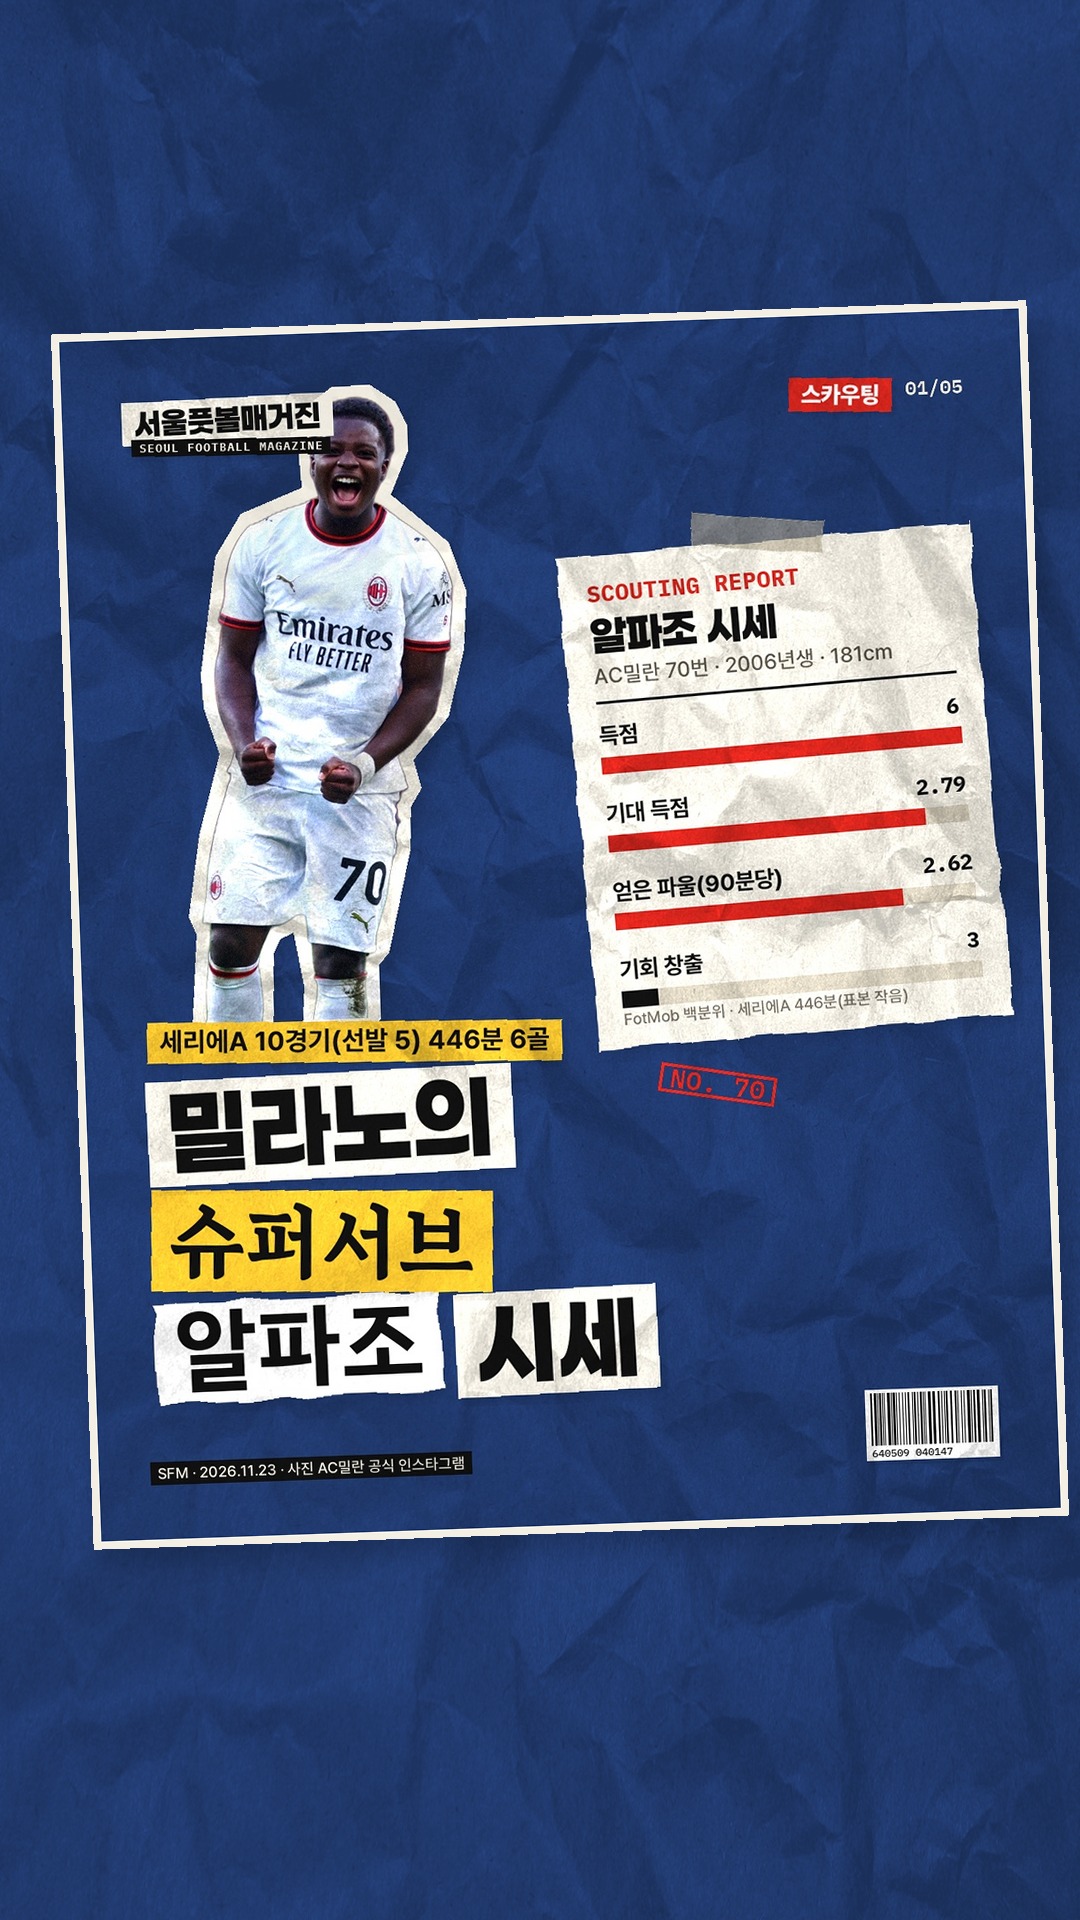 서울풋볼매거진
SEOUL FOOTBALL MAGAZINE
스카우팅 01/05
Emirates
FLY BETTER
70
SCOUTING REPORT
알파조 시세
AC밀란 70번 · 2006년생 · 181cm
득점 6
기대 득점 2.79
얻은 파울(90분당) 2.62
기회 창출 3
FotMob 백분위 · 세리에A 446분(표본 작음)
NO. 70
세리에A 10경기(선발 5) 446분 6골
밀라노의
슈퍼서브
알파조 시세
SFM · 2026.11.23 · 사진 AC밀란 공식 인스타그램
640509 040147